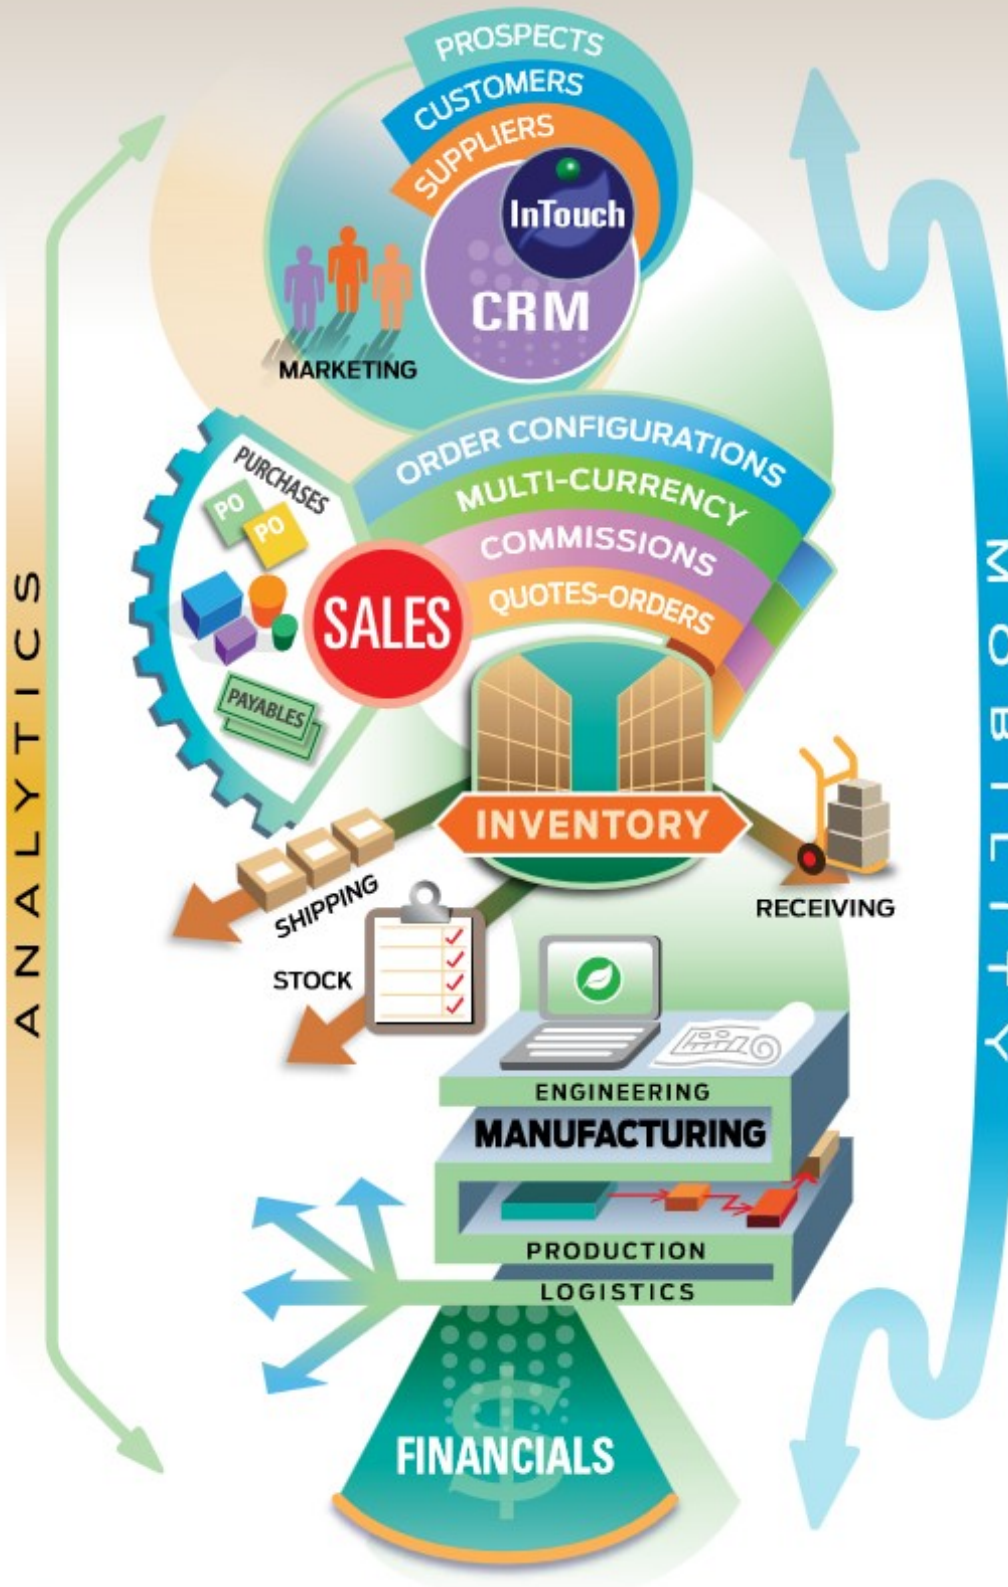 PROSPECTS
CUSTOMERS
SUPPLIERS
InTouch
CRM
MARKETING
ORDER CONFIGURATIONS
MULTI-CURRENCY
COMMISSIONS
QUOTES-ORDERS
PURCHASES
PO
PO
SALES
PAYABLES
INVENTORY
SHIPPING
RECEIVING
STOCK
ENGINEERING
MANUFACTURING
PRODUCTION
LOGISTICS
$
FINANCIALS
ANALYTICS
MOBILITY